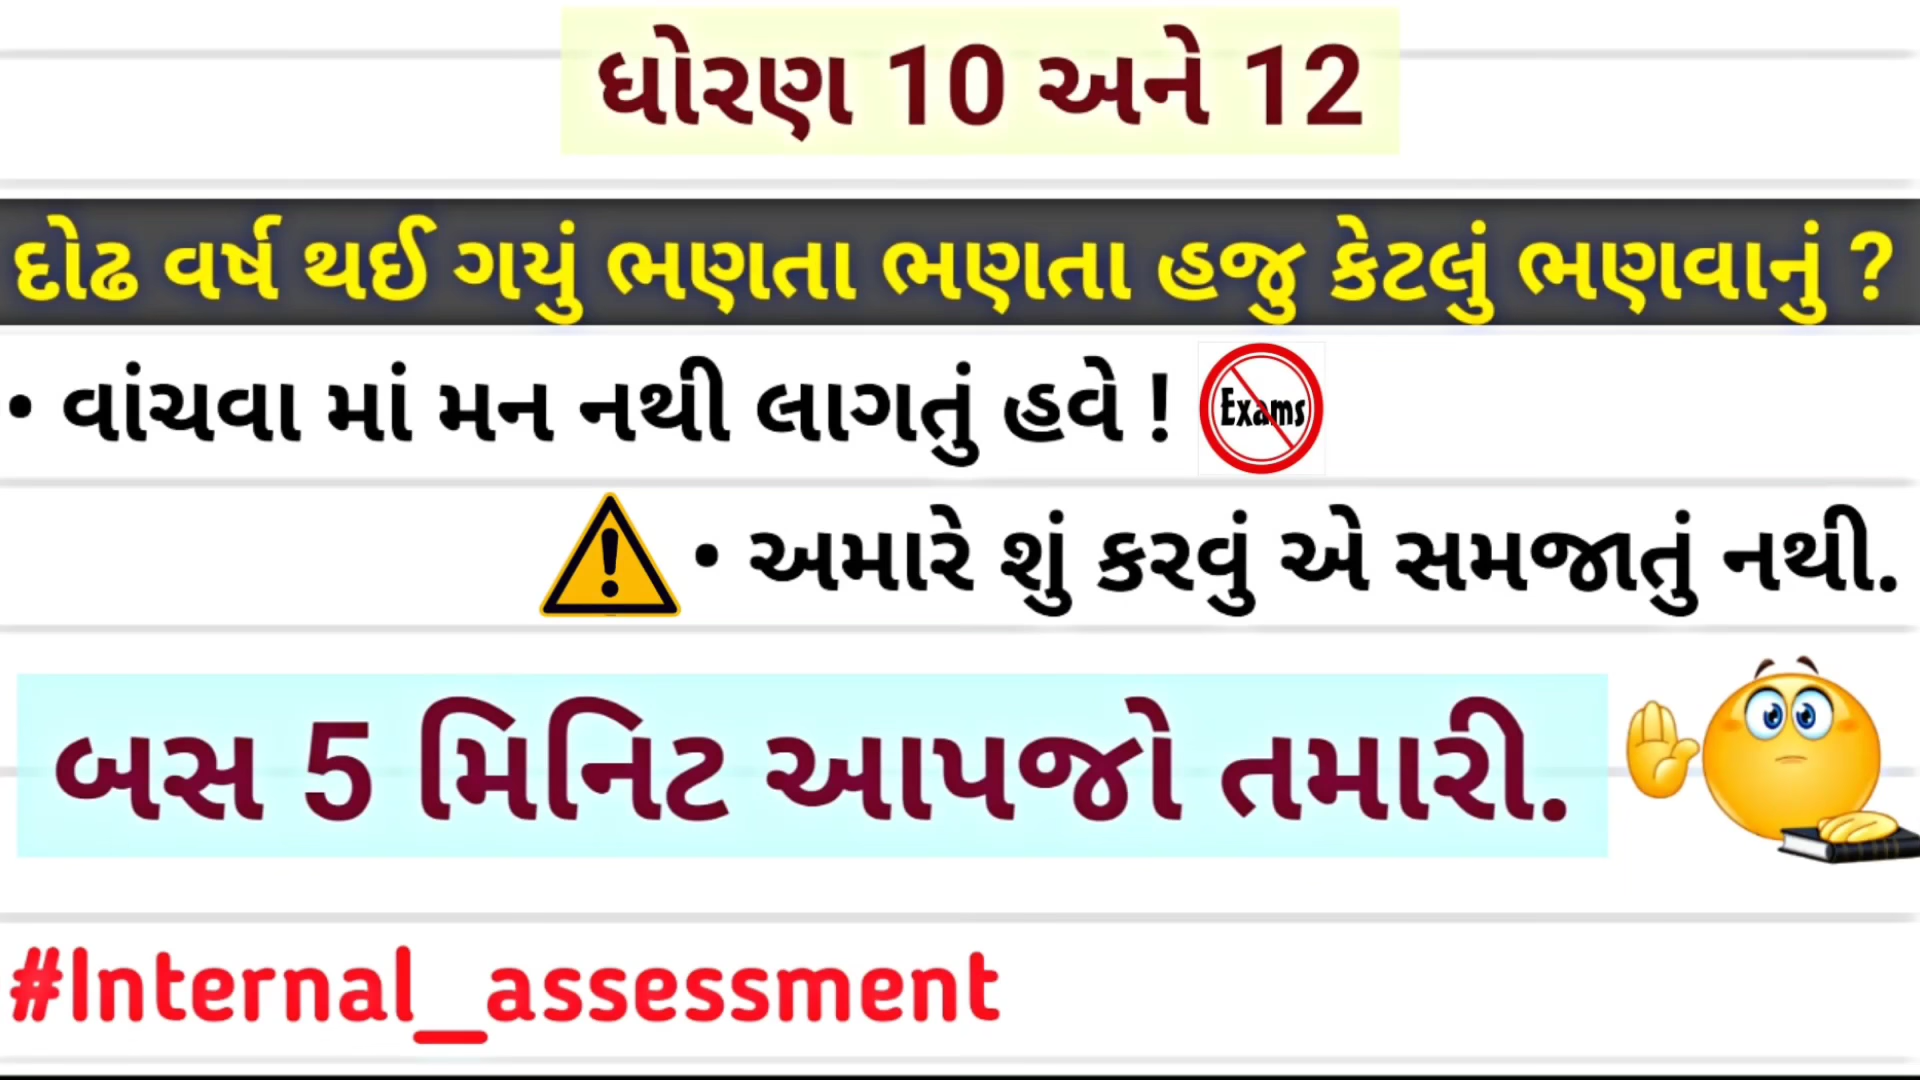 ધોરણ 10 અને 12
દોઢ વર્ષ થઈ ગયું ભણતા ભણતા હજુ કેટલું ભણવાનું ?
• વાંચવા માં મન નથી લાગતું હવે ! Exams
• અમારે શું કરવું એ સમજાતું નથી.
બસ 5 મિનિટ આપજો તમારી.
#Internal_assessment